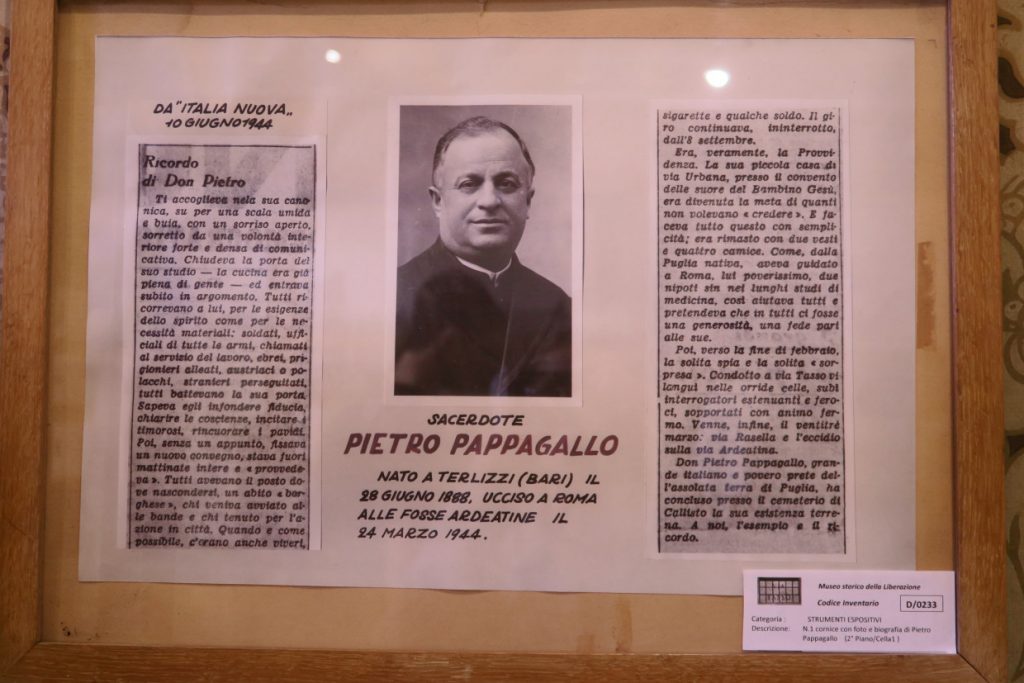 DA "ITALIA NUOVA„
10 GIUGNO 1944
Ricordo
di Don Pietro
Ti accoglieva nela sua cano
nica, su per una scala umida
e buia, con un sorriso aperto,
sorretto da una volontà inte
riore forte e densa di comuni
cativa. Chiudeva la porta del
suo studio — la cucina era già
piena di gente — ed entrava
subito in argomento. Tutti ri
correvano a lui, per le esigenze
dello spirito come per le ne
cessità materiali: soldati, uffi
ciali di tutte le armi, chiamati
al servizio del lavoro, ebrei, pri
gionieri alleati, austriaci o po
lacchi, stranieri perseguitati,
tutti battevano la sua porta.
Sapeva egli infondere fiducia,
chiarire le coscienze, incitare i
timorosi, rincuorare i pavidi.
Poi, senza un appunto, fissava
un nuovo convegno, stava fuori
mattinate intere e « provvede
va ». Tutti avevano il posto do
ve nascondersi, un abito « bor
ghese », chi veniva avviato al
le bande e chi tenuto per l'a
zione in città. Quando e come
possibile, c'erano anche viveri,
SACERDOTE
PIETRO PAPPAGALLO
NATO A TERLIZZI (BARI) IL
28 GIUGNO 1888, UCCISO A ROMA
ALLE FOSSE ARDEATINE IL
24 MARZO 1944.
sigarette e qualche soldo. Il gi
ro continuava, ininterrotto,
dall'8 settembre.
Era, veramente, la Provvi
denza. La sua piccola casa di
via Urbana, presso il convento
delle suore del Bambino Gesù,
era divenuta la meta di quanti
non volevano « credere ». E fa
ceva tutto questo con sempli
cità; era rimasto con due vesti
e quattro camice. Come, dalla
Puglia nativa, aveva guidato
a Roma, lui poverissimo, due
nipoti sin nei lunghi studi di
medicina, così aiutava tutti e
pretendeva che in tutti ci fosse
una generosità, una fede pari
alle sue.
Poi, verso la fine di febbraio,
la solita spia e la solita « sor
presa ». Condotto a via Tasso vi
languì nelle orride celle, subì
interrogatori estenuanti e fero
ci, sopportati con animo fer
mo. Venne, infine, il ventitrè
marzo: via Rasella e l'eccidio
sulla via Ardeatina.
Don Pietro Pappagallo, gran
de italiano e povero prete del
l'assolata terra di Puglia, ha
concluso presso il cemeterio di
Callisto la sua esistenza terre
na. A noi, l'esempio e il ri
cordo.
Museo storico della Liberazione
Codice Inventario D/0233
Categoria : STRUMENTI ESPOSITIVI
Descrizione: N.1 cornice con foto e biografia di Pietro
Pappagallo (2° Piano/Cella1 )